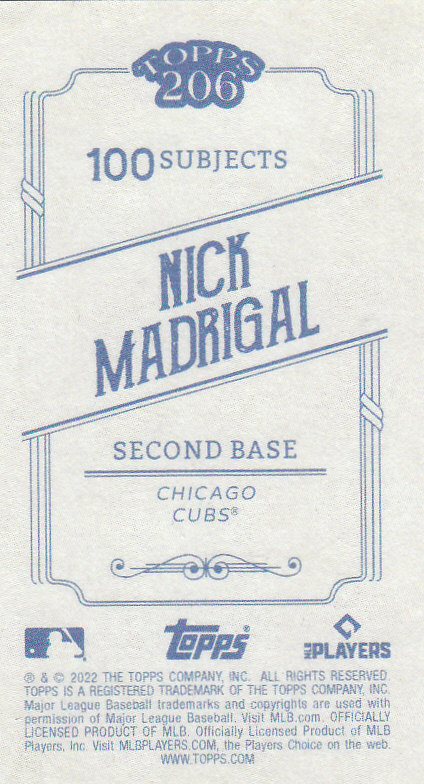 TOPPS
206
100 SUBJECTS
NICK
MADRIGAL
SECOND BASE
CHICAGO
CUBS®
topps®
MLB PLAYERS
® & © 2022 THE TOPPS COMPANY, INC. ALL RIGHTS RESERVED.
TOPPS IS A REGISTERED TRADEMARK OF THE TOPPS COMPANY, INC.
Major League Baseball trademarks and copyrights are used with
permission of Major League Baseball. Visit MLB.com. OFFICIALLY
LICENSED PRODUCT OF MLB. Officially Licensed Product of MLB
Players, Inc. Visit MLBPLAYERS.COM, the Players Choice on the web.
WWW.TOPPS.COM